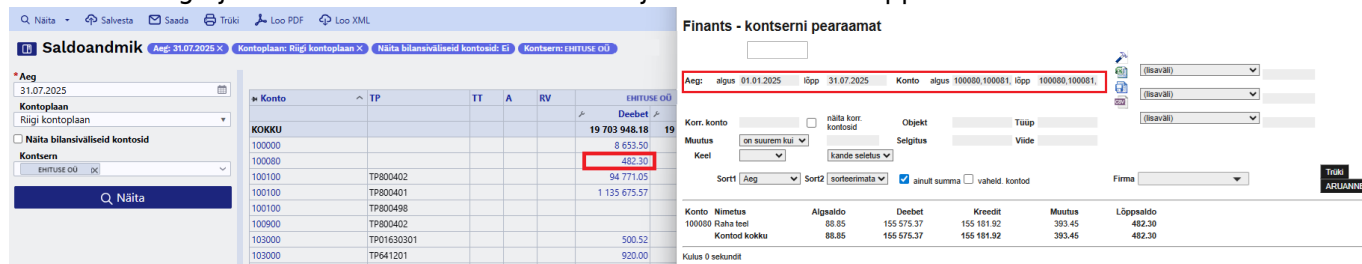 Näita Salvesta Saada Trüki Loo PDF Loo XML
Saldoandmik Aeg: 31.07.2025 × Kontoplaan: Riigi kontoplaan × Näita bilansiväliseid kontosid: Ei Kontsern: EHITUSE OÜ
*Aeg
31.07.2025
Kontoplaan
Riigi kontoplaan
Näita bilansiväliseid kontosid
Kontsern
EHITUSE OÜ
Näita
Konto TP TT A RV EHITUSE OÜ
Deebet
KOKKU 19 703 948.18 19
100000 8 653.50
100080 482.30
100100 TP800402 94 771.05
100100 TP800401 1 135 675.57
100100 TP800498
100900 TP800402
103000 TP01630301 500.52
103000 TP641201 920.00
Finants - kontserni pearaamat
Aeg: algus 01.01.2025 lõpp 31.07.2025 Konto algus 100080,100081, lõpp 100080,100081,
(lisaväli)
(lisaväli)
(lisaväli)
Korr. konto näita korr. kontosid Objekt Tüüp
Muutus on suurem kui Selgitus Viide
Keel kande seletus
Sort1 Aeg Sort2 sorteerimata ainult summa vaheld. kontod Firma Trüki
ARUANNE
Konto Nimetus Algsaldo Deebet Kreedit Muutus Lõppsaldo
100080 Raha teel 88.85 155 575.37 155 181.92 393.45 482.30
Kontod kokku 88.85 155 575.37 155 181.92 393.45 482.30
Kulus 0 sekundit